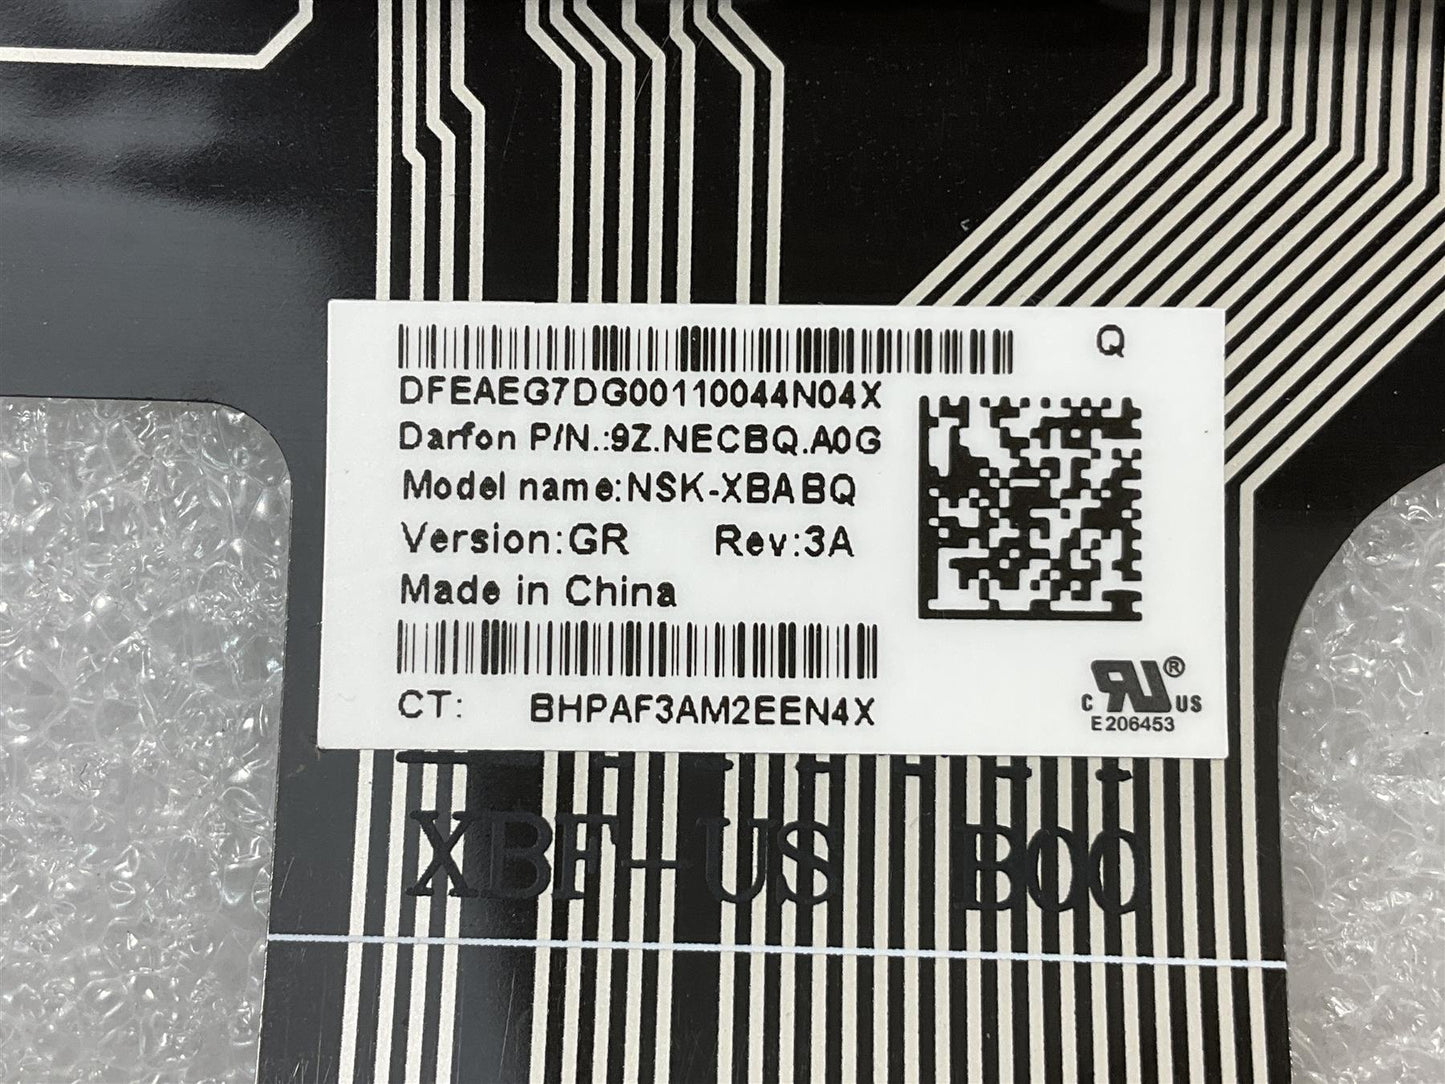 Q
DFEAEG7DG00110044N04X
Darfon P/N.:9Z.NECBQ.A0G
Model name:NSK-XBABQ
Version:GR Rev:3A
Made in China
CT: BHPAF3AM2EEN4X
C UR ® US
E206453
XBF-US B00